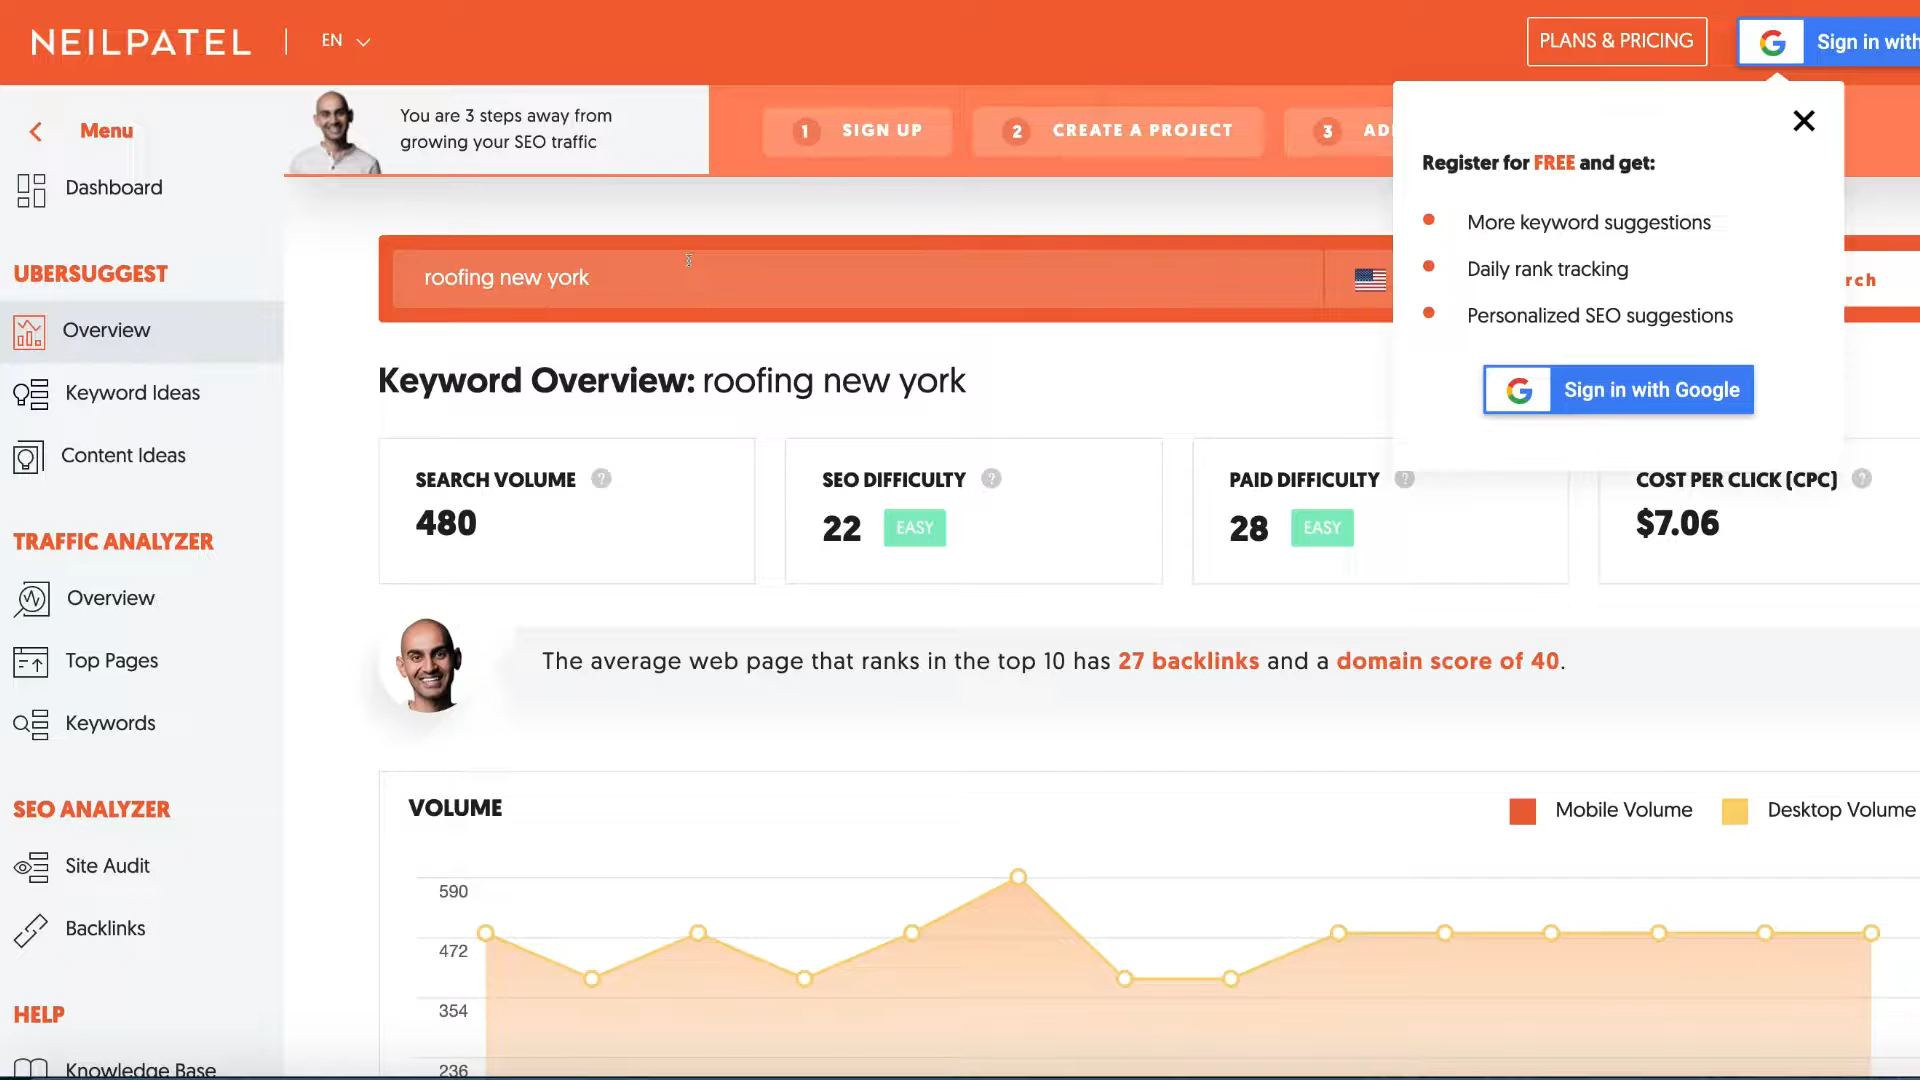 NEILPATEL
EN
PLANS & PRICING
Sign in with
Menu
You are 3 steps away from
growing your SEO traffic
1 SIGN UP
2 CREATE A PROJECT
3
Register for FREE and get:
More keyword suggestions
Daily rank tracking
Personalized SEO suggestions
Sign in with Google
Dashboard
UBERSUGGEST
Overview
Keyword Ideas
Content Ideas
TRAFFIC ANALYZER
Overview
Top Pages
Keywords
SEO ANALYZER
Site Audit
Backlinks
HELP
Knowledge Base
roofing new york
Keyword Overview: roofing new york
SEARCH VOLUME ?
480
SEO DIFFICULTY ?
22 EASY
PAID DIFFICULTY ?
28 EASY
COST PER CLICK (CPC) ?
$7.06
The average web page that ranks in the top 10 has 27 backlinks and a domain score of 40.
VOLUME
Mobile Volume
Desktop Volume
590
472
354
236